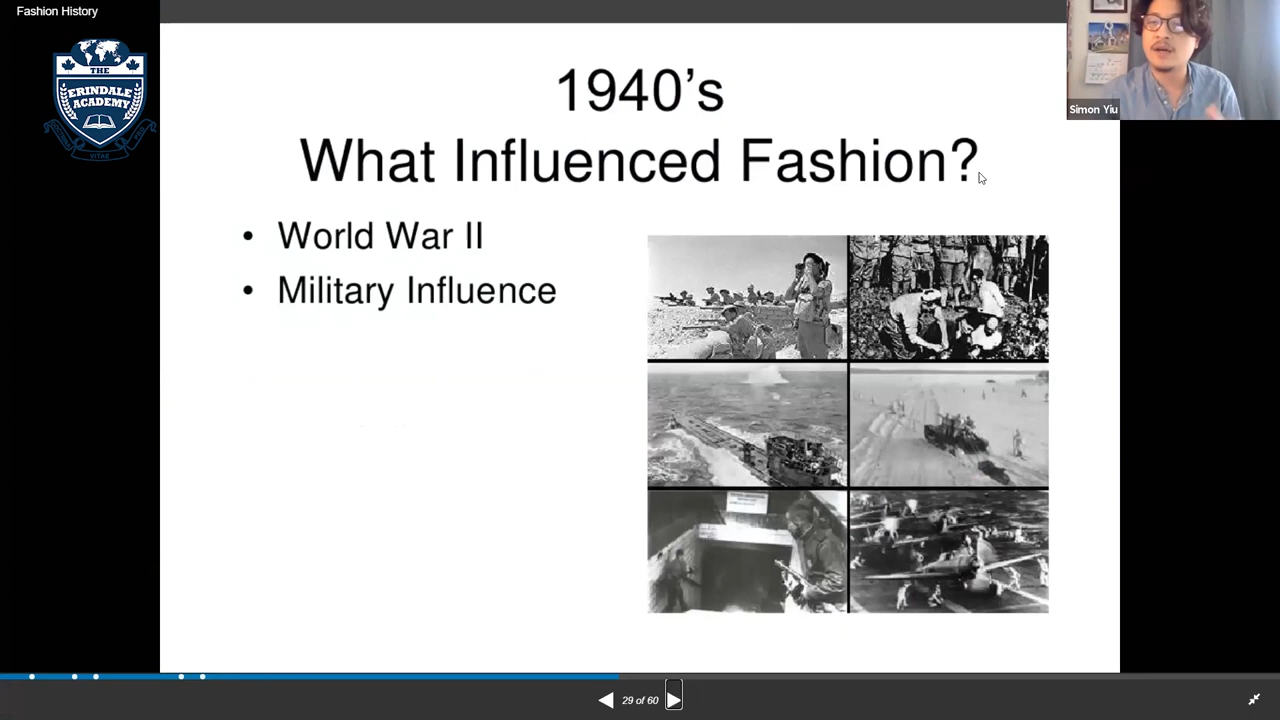 Fashion History
THE
ERINDALE
ACADEMY
VITAE
1940’s
What Influenced Fashion?
• World War II
• Military Influence
Simon Yiu
29 of 60